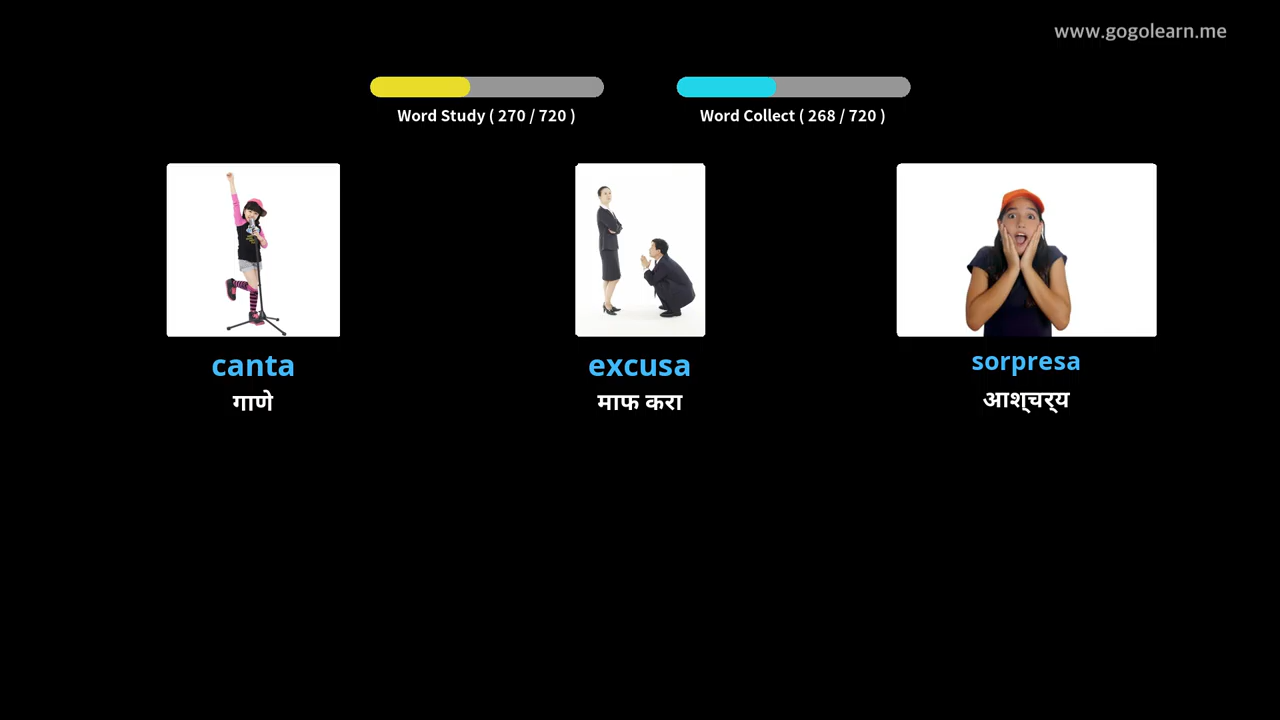 www.gogolearn.me
Word Study ( 270 / 720 )
Word Collect ( 268 / 720 )
canta
excusa
sorpresa
गाणे
माफ करा
आश्चर्य